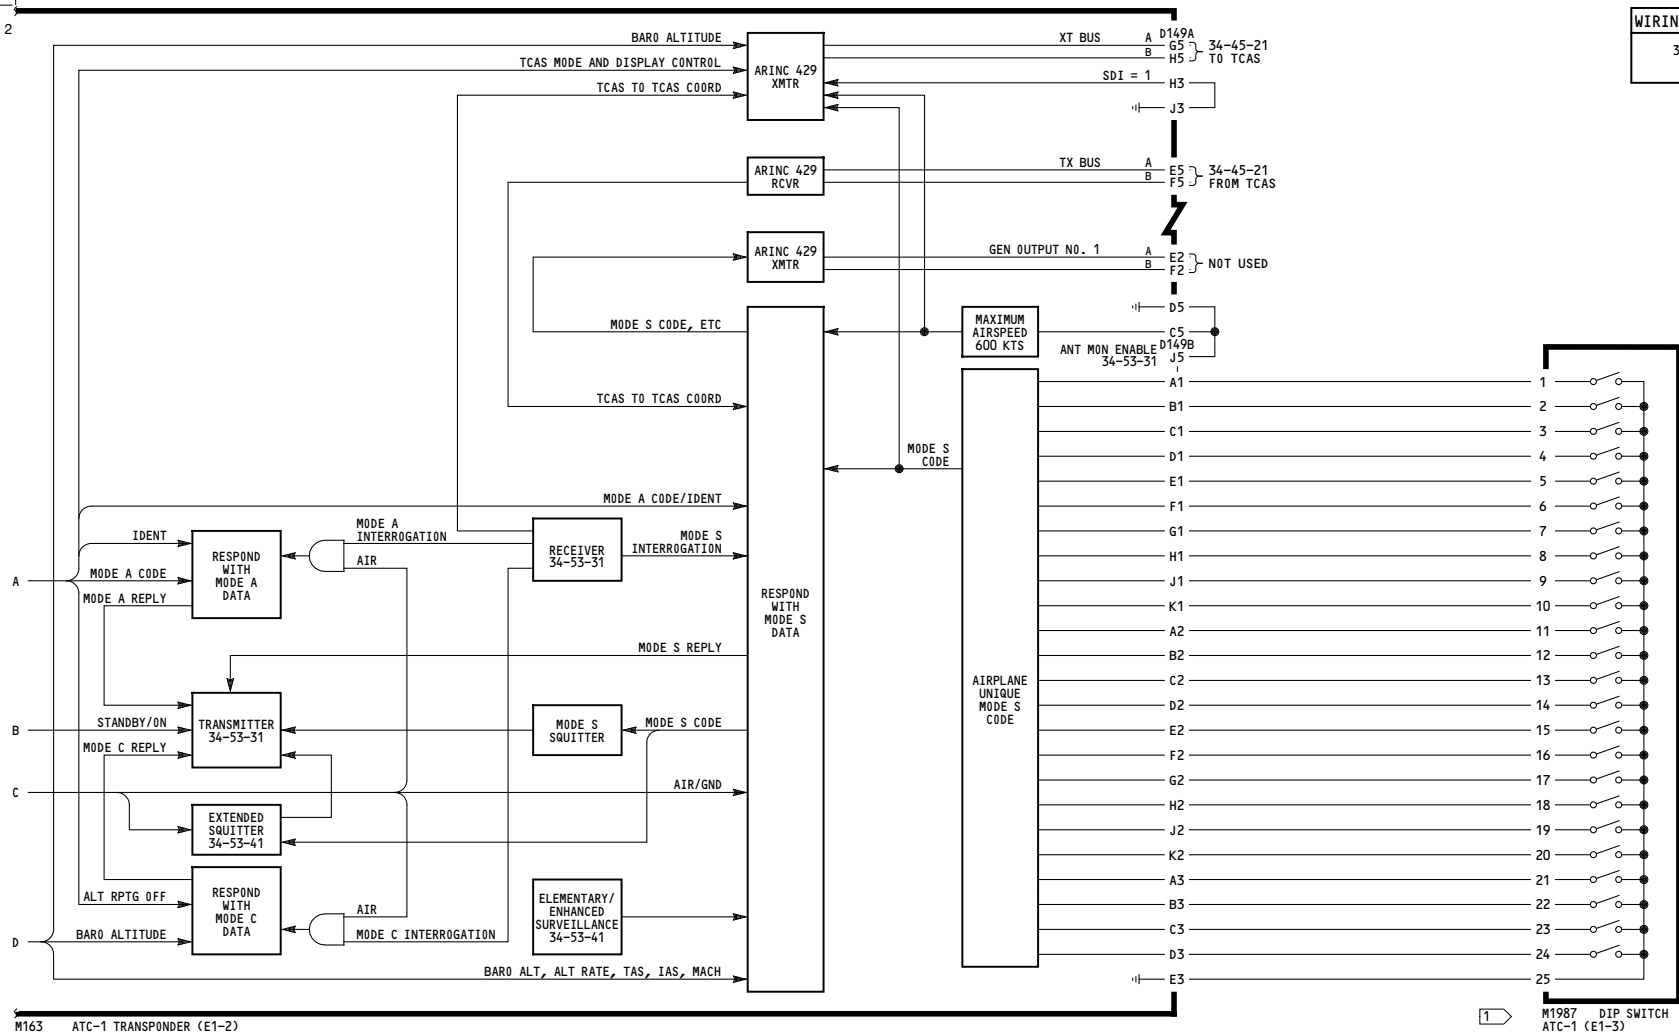 2
WIRIN
3
BARO ALTITUDE
TCAS MODE AND DISPLAY CONTROL
TCAS TO TCAS COORD
ARINC 429
XMTR
XT BUS
A
B
D149A
G5
H5
34-45-21
TO TCAS
SDI = 1
H3
J3
ARINC 429
RCVR
TX BUS
A
B
E5
F5
34-45-21
FROM TCAS
ARINC 429
XMTR
GEN OUTPUT NO. 1
A
B
E2
F2
NOT USED
D5
MODE S CODE, ETC
MAXIMUM
AIRSPEED
600 KTS
C5
ANT MON ENABLE
34-53-31
D149B
J5
TCAS TO TCAS COORD
MODE S
CODE
MODE A CODE/IDENT
IDENT
MODE A
INTERROGATION
AIR
RESPOND
WITH
MODE A
DATA
RECEIVER
34-53-31
MODE S
INTERROGATION
A
MODE A CODE
MODE A REPLY
RESPOND
WITH
MODE S
DATA
MODE S REPLY
AIRPLANE
UNIQUE
MODE S
CODE
B
STANDBY/ON
TRANSMITTER
34-53-31
MODE S
SQUITTER
MODE S CODE
MODE C REPLY
C
AIR/GND
EXTENDED
SQUITTER
34-53-41
ALT RPTG OFF
RESPOND
WITH
MODE C
DATA
AIR
MODE C INTERROGATION
ELEMENTARY/
ENHANCED
SURVEILLANCE
34-53-41
D
BARO ALTITUDE
BARO ALT, ALT RATE, TAS, IAS, MACH
A1 1
B1 2
C1 3
D1 4
E1 5
F1 6
G1 7
H1 8
J1 9
K1 10
A2 11
B2 12
C2 13
D2 14
E2 15
F2 16
G2 17
H2 18
J2 19
K2 20
A3 21
B3 22
C3 23
D3 24
E3 25
M163 ATC-1 TRANSPONDER (E1-2)
1
M1987 DIP SWITCH
ATC-1 (E1-3)